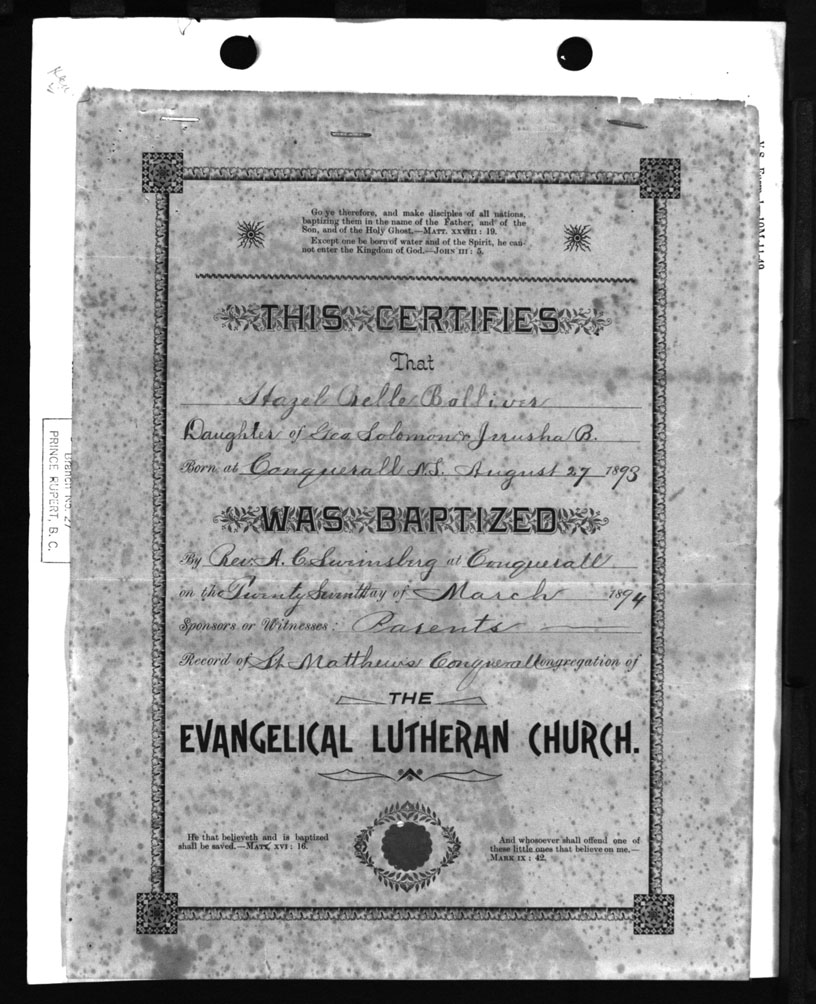 Go ye therefore, and make disciples of all nations,
baptizing them in the name of the Father, and of the
Son, and of the Holy Ghost.—MATT. XXVIII : 19.
Except one be born of water and of the Spirit, he can-
not enter the Kingdom of God.—JOHN III : 5.
THIS CERTIFIES
That
Hazel Belle Bolliver
Daughter of Geo Solomon & Jerusha B.
Born at Conquerall N.S. August 27 1893
WAS BAPTIZED
By Rev. A. C. at Conquerall
on the Twenty day of March 1894
Sponsors or Witnesses: Parents
Record of St Matthews Conquerall Congregation of
THE
EVANGELICAL LUTHERAN CHURCH.
He that believeth and is baptized
shall be saved.—MATT. XVI : 16.
And whosoever shall offend one of
these little ones that believe on me.—
MARK IX : 42.
Branch No. 27
PRINCE RUPERT, B. C.